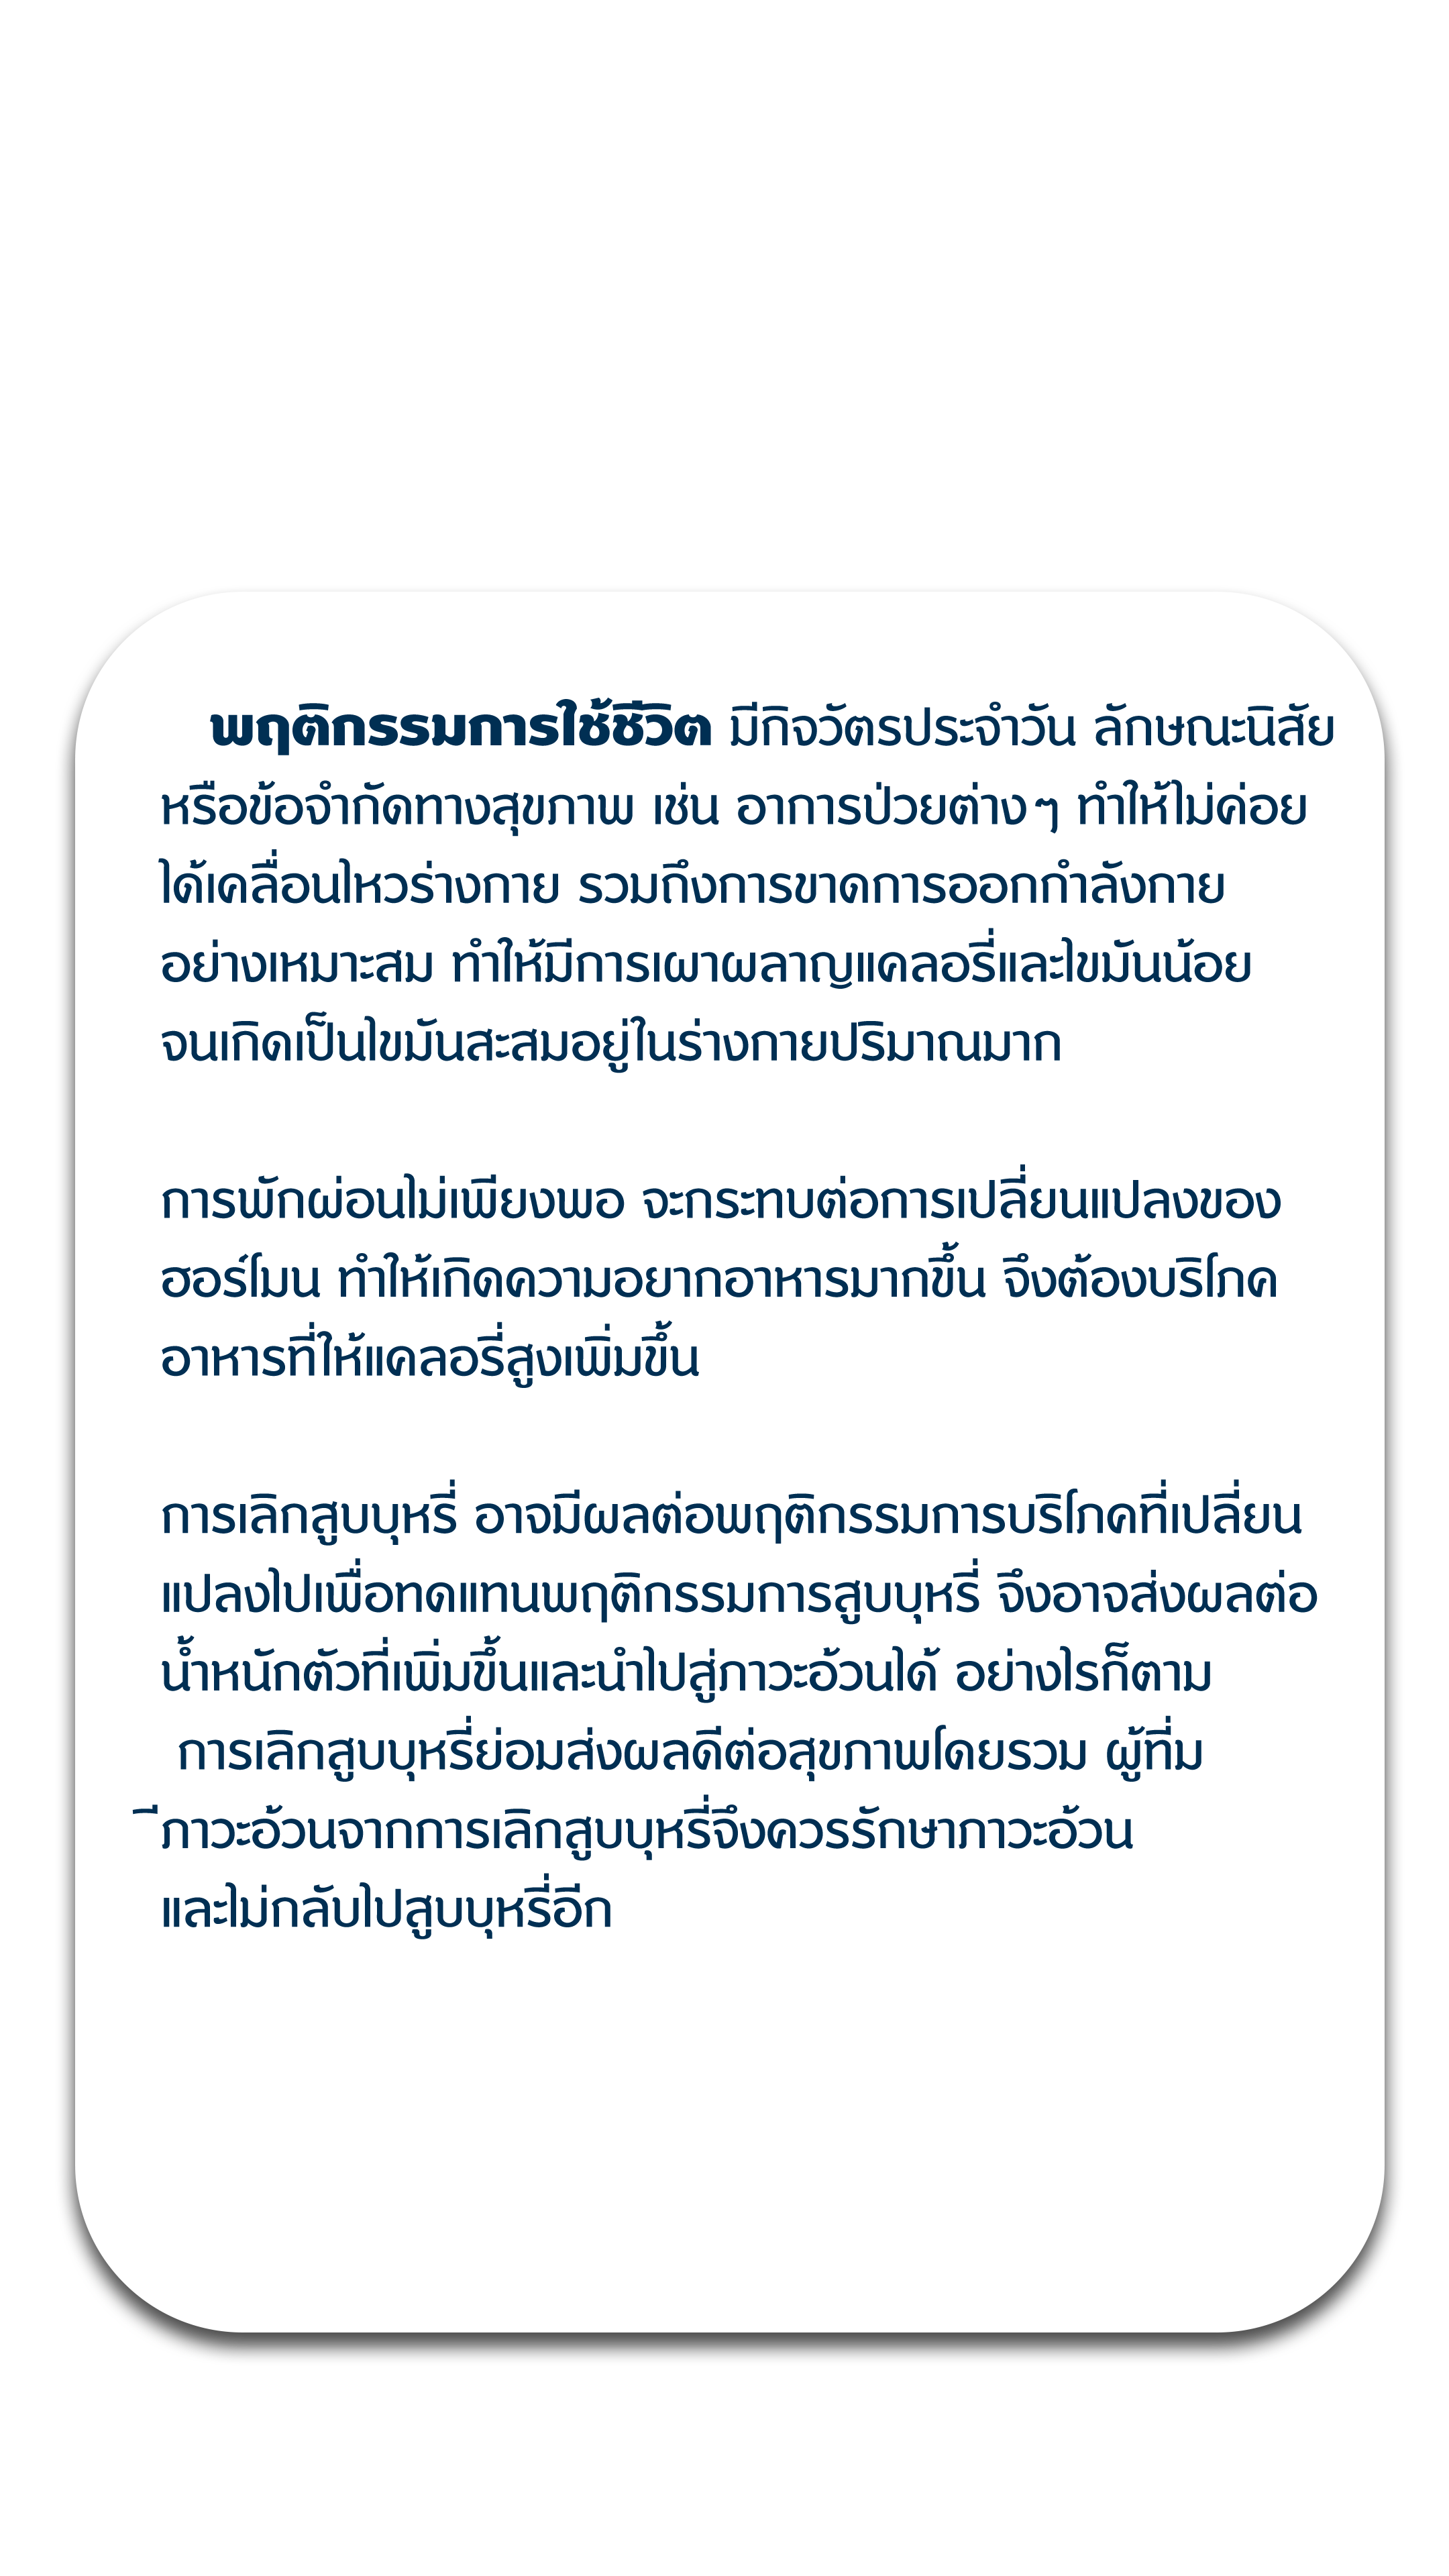 พฤติกรรมการใช้ชีวิต มีกิจวัตรประจำวัน ลักษณะนิสัย
หรือข้อจำกัดทางสุขภาพ เช่น อาการป่วยต่างๆ ทำให้ไม่ค่อย
ได้เคลื่อนไหวร่างกาย รวมถึงการขาดการออกกำลังกาย
อย่างเหมาะสม ทำให้มีการเผาผลาญแคลอรี่และไขมันน้อย
จนเกิดเป็นไขมันสะสมอยู่ในร่างกายปริมาณมาก
การพักผ่อนไม่เพียงพอ จะกระทบต่อการเปลี่ยนแปลงของ
ฮอร์โมน ทำให้เกิดความอยากอาหารมากขึ้น จึงต้องบริโภค
อาหารที่ให้แคลอรี่สูงเพิ่มขึ้น
การเลิกสูบบุหรี่ อาจมีผลต่อพฤติกรรมการบริโภคที่เปลี่ยน
แปลงไปเพื่อทดแทนพฤติกรรมการสูบบุหรี่ จึงอาจส่งผลต่อ
น้ำหนักตัวที่เพิ่มขึ้นและนำไปสู่ภาวะอ้วนได้ อย่างไรก็ตาม
การเลิกสูบบุหรี่ย่อมส่งผลดีต่อสุขภาพโดยรวม ผู้ที่ม
ีภาวะอ้วนจากการเลิกสูบบุหรี่จึงควรรักษาภาวะอ้วน
และไม่กลับไปสูบบุหรี่อีก